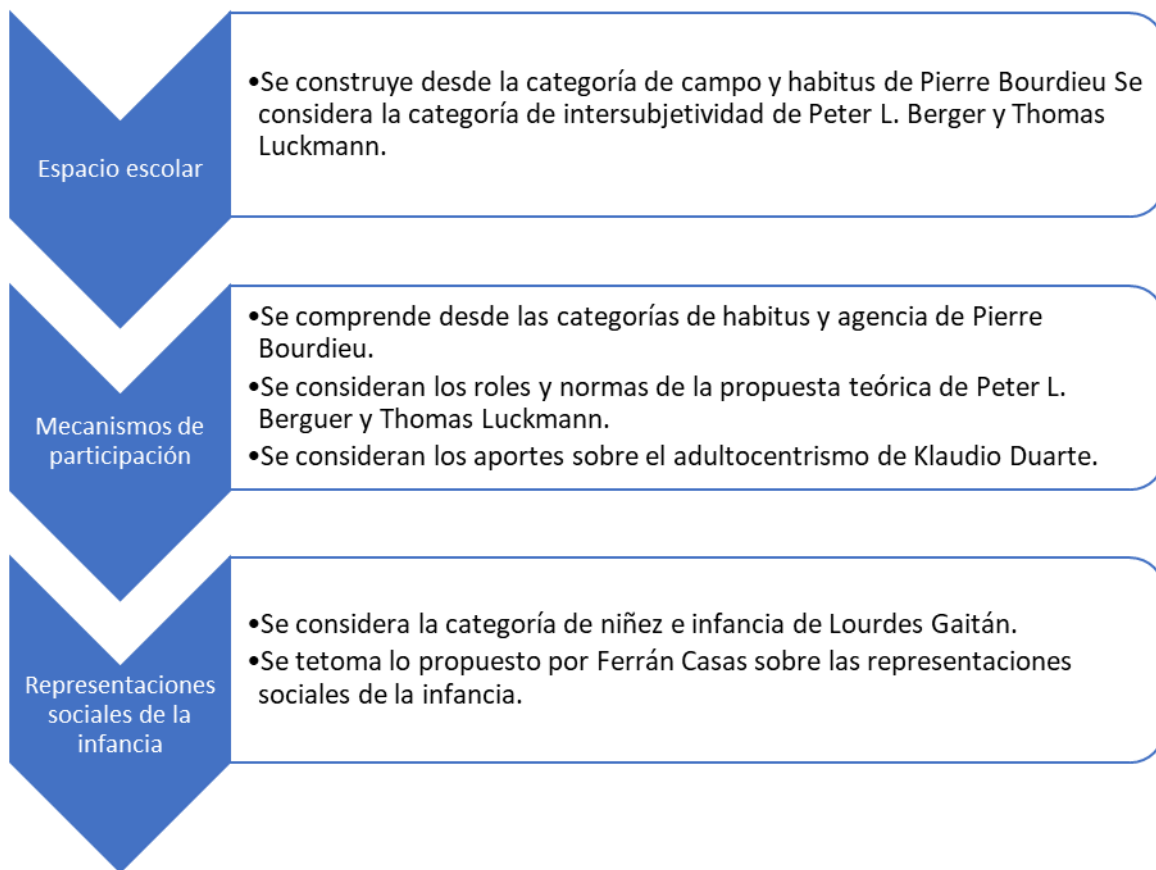 Espacio escolar
•Se construye desde la categoría de campo y habitus de Pierre Bourdieu Se
considera la categoría de intersubjetividad de Peter L. Berger y Thomas
Luckmann.
Mecanismos de
participación
•Se comprende desde las categorías de habitus y agencia de Pierre
Bourdieu.
•Se consideran los roles y normas de la propuesta teórica de Peter L.
Berguer y Thomas Luckmann.
•Se consideran los aportes sobre el adultocentrismo de Klaudio Duarte.
Representaciones
sociales de la
infancia
•Se considera la categoría de niñez e infancia de Lourdes Gaitán.
•Se tetoma lo propuesto por Ferrán Casas sobre las representaciones
sociales de la infancia.